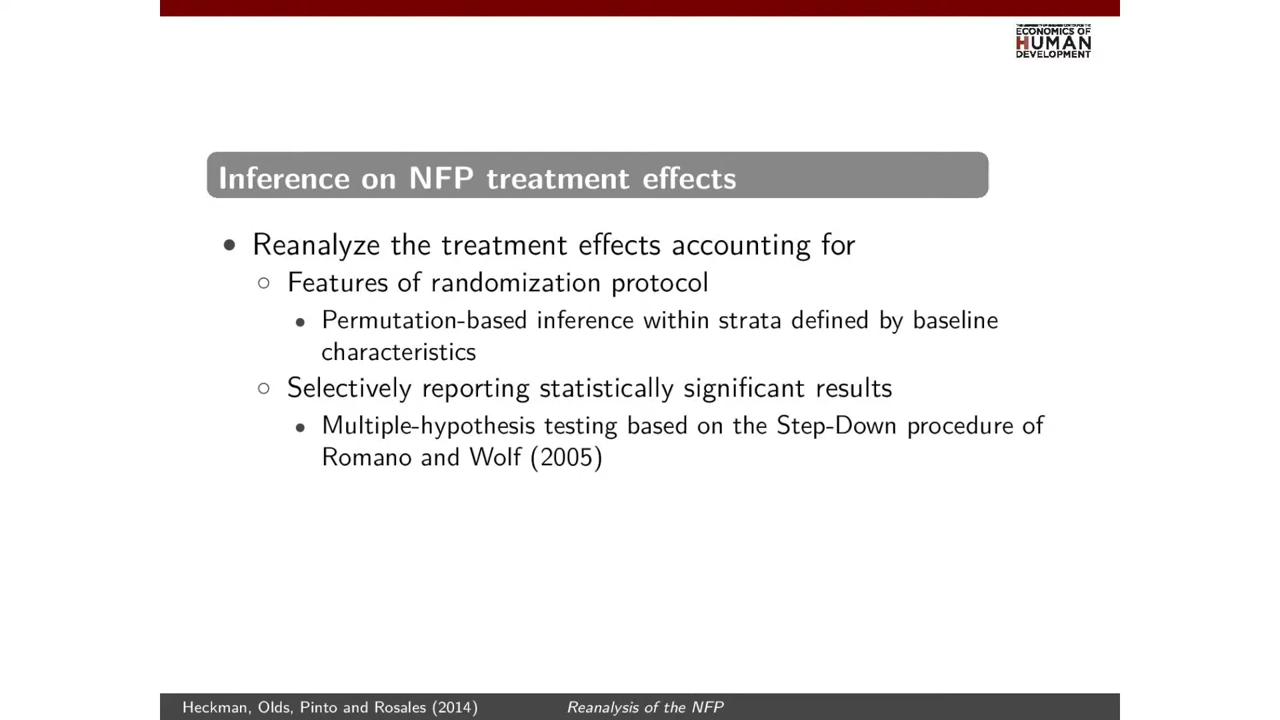 ECONOMICS OF
HUMAN
DEVELOPMENT
Inference on NFP treatment effects
• Reanalyze the treatment effects accounting for
○ Features of randomization protocol
• Permutation-based inference within strata defined by baseline
characteristics
○ Selectively reporting statistically significant results
• Multiple-hypothesis testing based on the Step-Down procedure of
Romano and Wolf (2005)
Heckman, Olds, Pinto and Rosales (2014) Reanalysis of the NFP